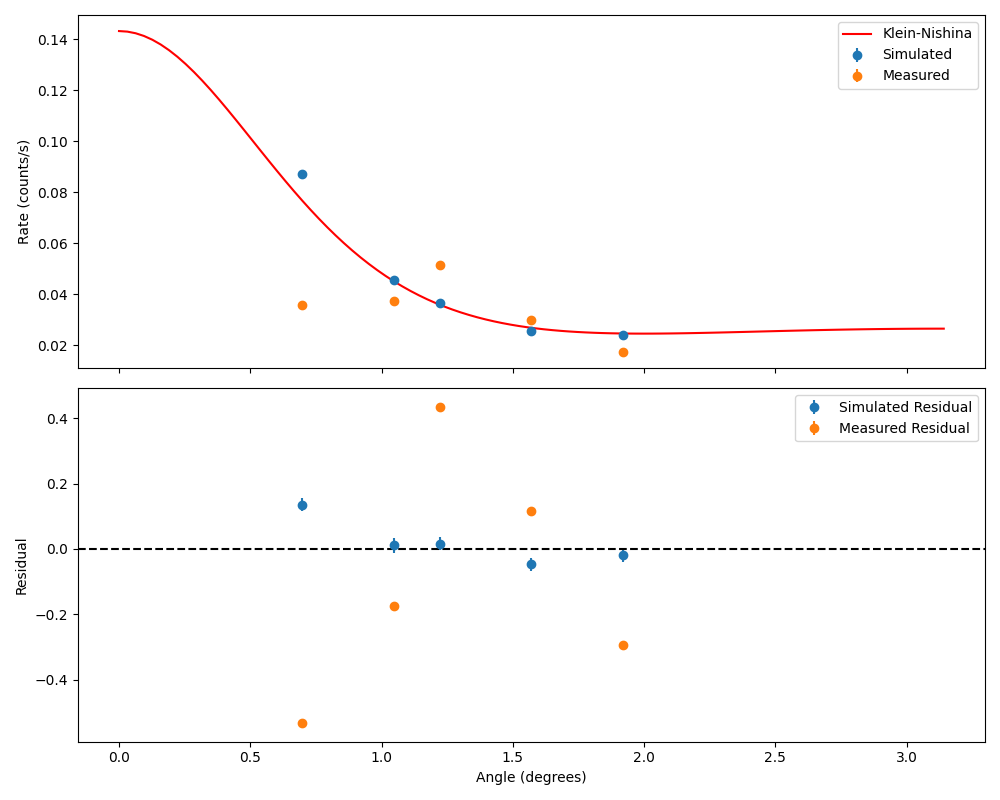 0.14
0.12
0.10
0.08
0.06
0.04
0.02
Rate (counts/s)
Klein-Nishina
Simulated
Measured
0.4
0.2
0.0
−0.2
−0.4
Residual
Simulated Residual
Measured Residual
0.0 0.5 1.0 1.5 2.0 2.5 3.0
Angle (degrees)